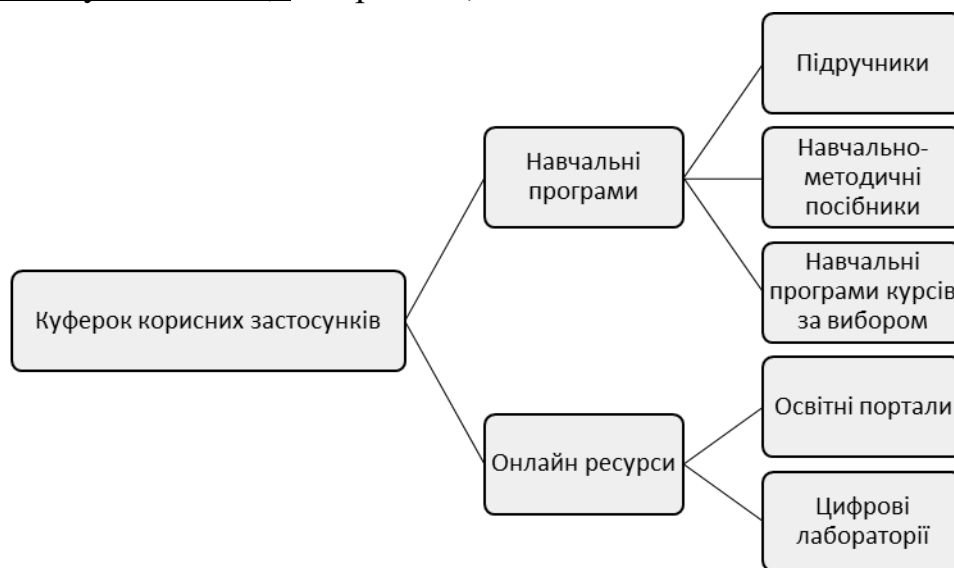 Підручники
Навчальні
програми
Навчально-
методичні
посібники
Навчальні
програми курсів
за вибором
Куферок корисних застосунків
Освітні портали
Онлайн ресурси
Цифрові
лабораторії